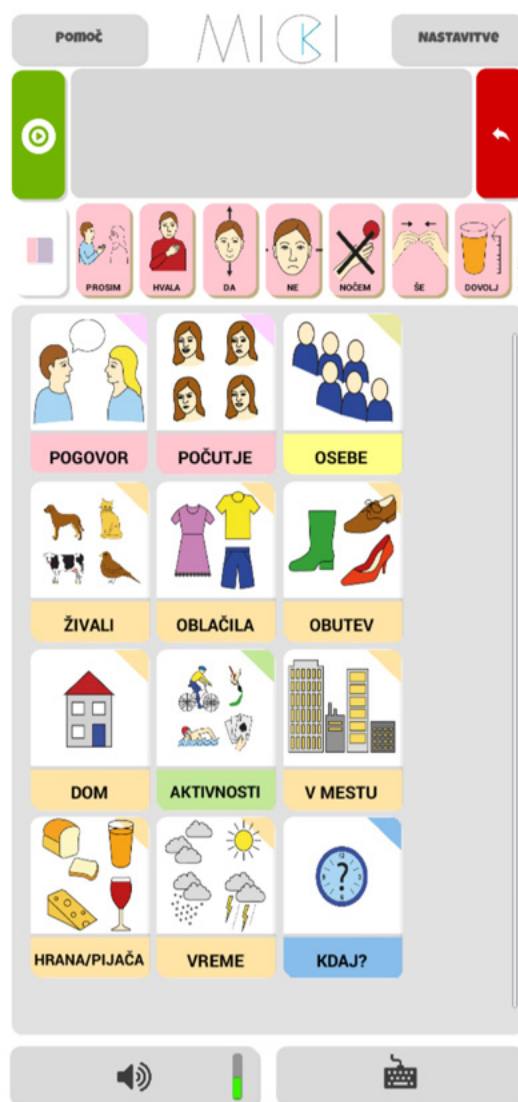 POMOČ
MICKI
NASTAVITVE
PROSIM
HVALA
DA
NE
NOČEM
ŠE
DOVOLJ
POGOVOR
POČUTJE
OSEBE
ŽIVALI
OBLAČILA
OBUTEV
DOM
AKTIVNOSTI
V MESTU
HRANA/PIJAČA
VREME
?
KDAJ?